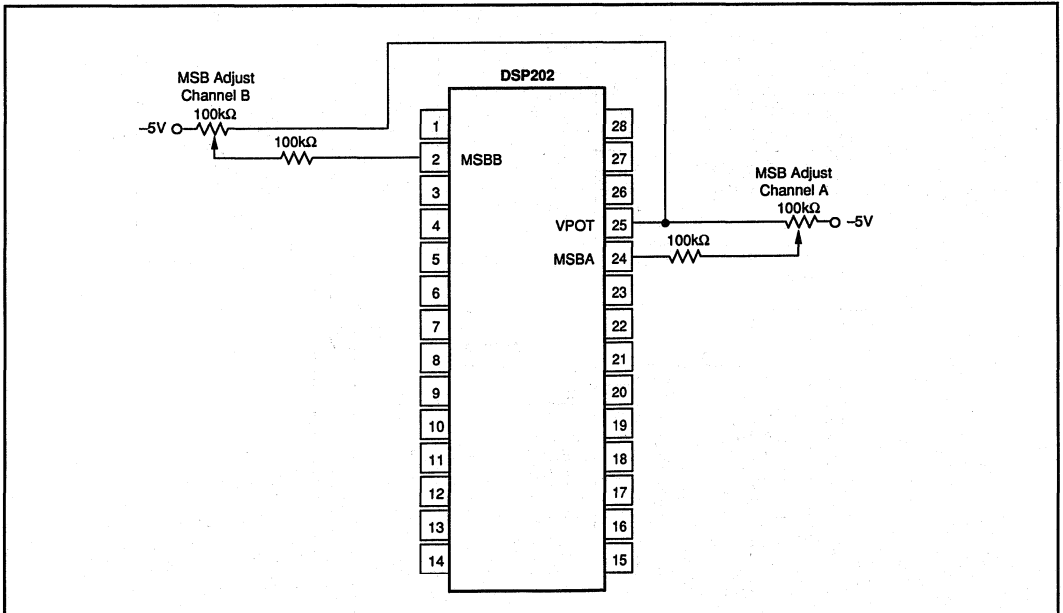 DSP202
MSB Adjust
Channel B
100kΩ
–5V
100kΩ
1
2
3
4
5
6
7
8
9
10
11
12
13
14
MSBB
VPOT
MSBA
28
27
26
25
24
23
22
21
20
19
18
17
16
15
MSB Adjust
Channel A
100kΩ
–5V
100kΩ